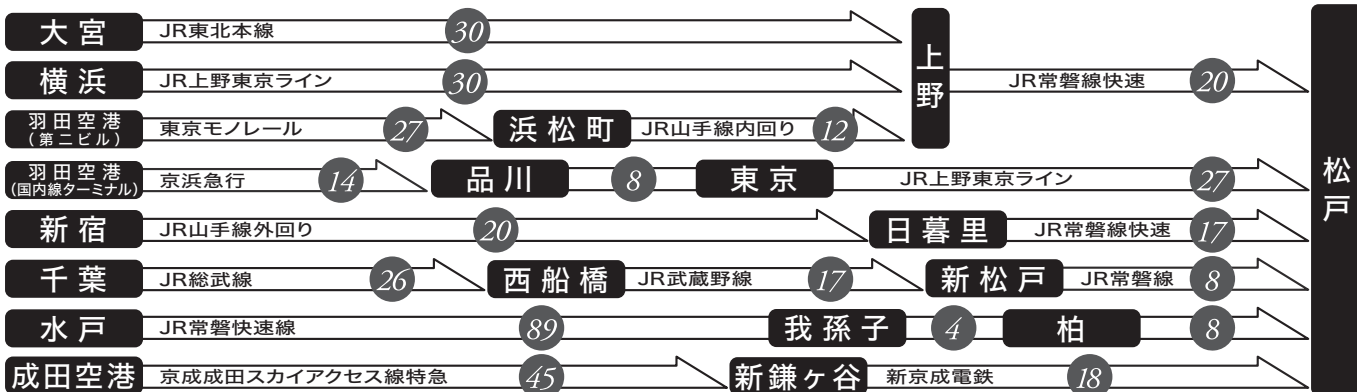 大宮 JR東北本線 30
横浜 JR上野東京ライン 30 上野 JR常磐線快速 20
羽田空港
(第二ビル) 東京モノレール 27 浜松町 JR山手線内回り 12
羽田空港
(国内線ターミナル) 京浜急行 14 品川 8 東京 JR上野東京ライン 27
新宿 JR山手線外回り 20 日暮里 JR常磐線快速 17
千葉 JR総武線 26 西船橋 JR武蔵野線 17 新松戸 JR常磐線 8
水戸 JR常磐快速線 89 我孫子 4 柏 8
成田空港 京成成田スカイアクセス線特急 45 新鎌ヶ谷 新京成電鉄 18
松戸